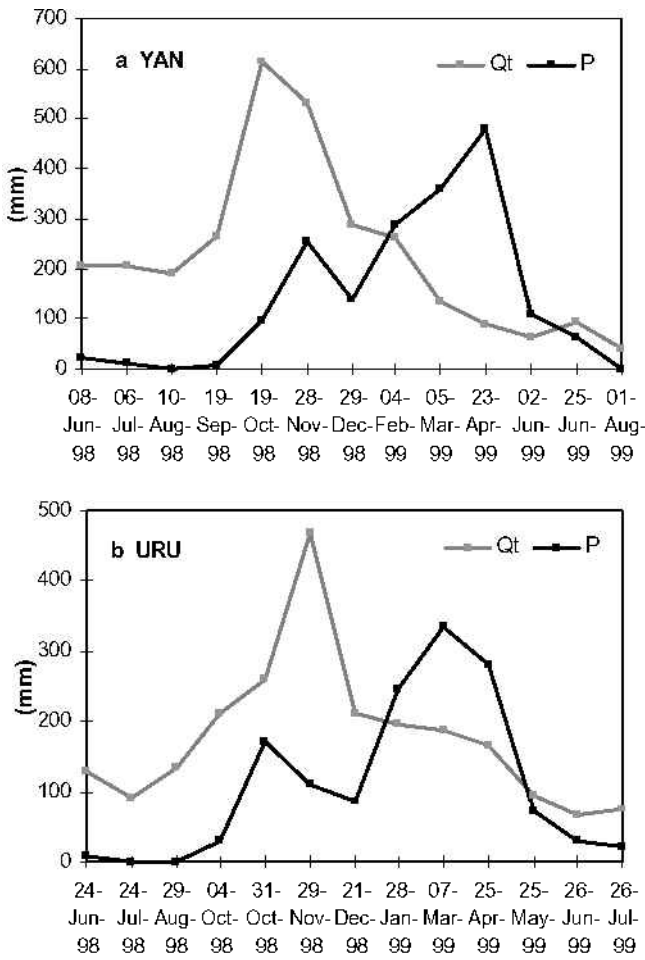 700
600
500
400
300
200
100
0
(mm)
a YAN
Qt P
08- 06- 10- 19- 19- 28- 29- 04- 05- 23- 02- 25- 01-
Jun- Jul- Aug- Sep- Oct- Nov- Dec- Feb- Mar- Apr- Jun- Jun- Aug-
98 98 98 98 98 98 98 99 99 99 99 99 99
500
400
300
200
100
0
(mm)
b URU
Qt P
24- 24- 29- 04- 31- 29- 21- 28- 07- 25- 25- 26- 26-
Jun- Jul- Aug- Oct- Oct- Nov- Dec- Jan- Mar- Apr- May- Jun- Jul-
98 98 98 98 98 98 98 99 99 99 99 99 99